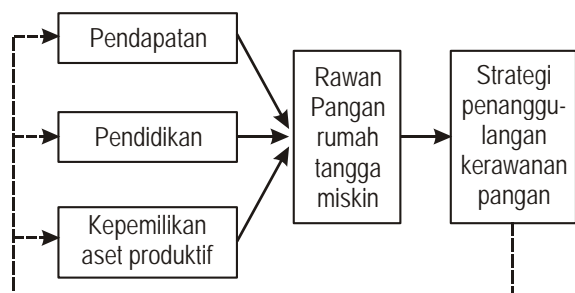 Pendapatan
Pendidikan
Kepemilikan
aset produktif
Rawan
Pangan
rumah
tangga
miskin
Strategi
penanggu-
langan
kerawanan
pangan